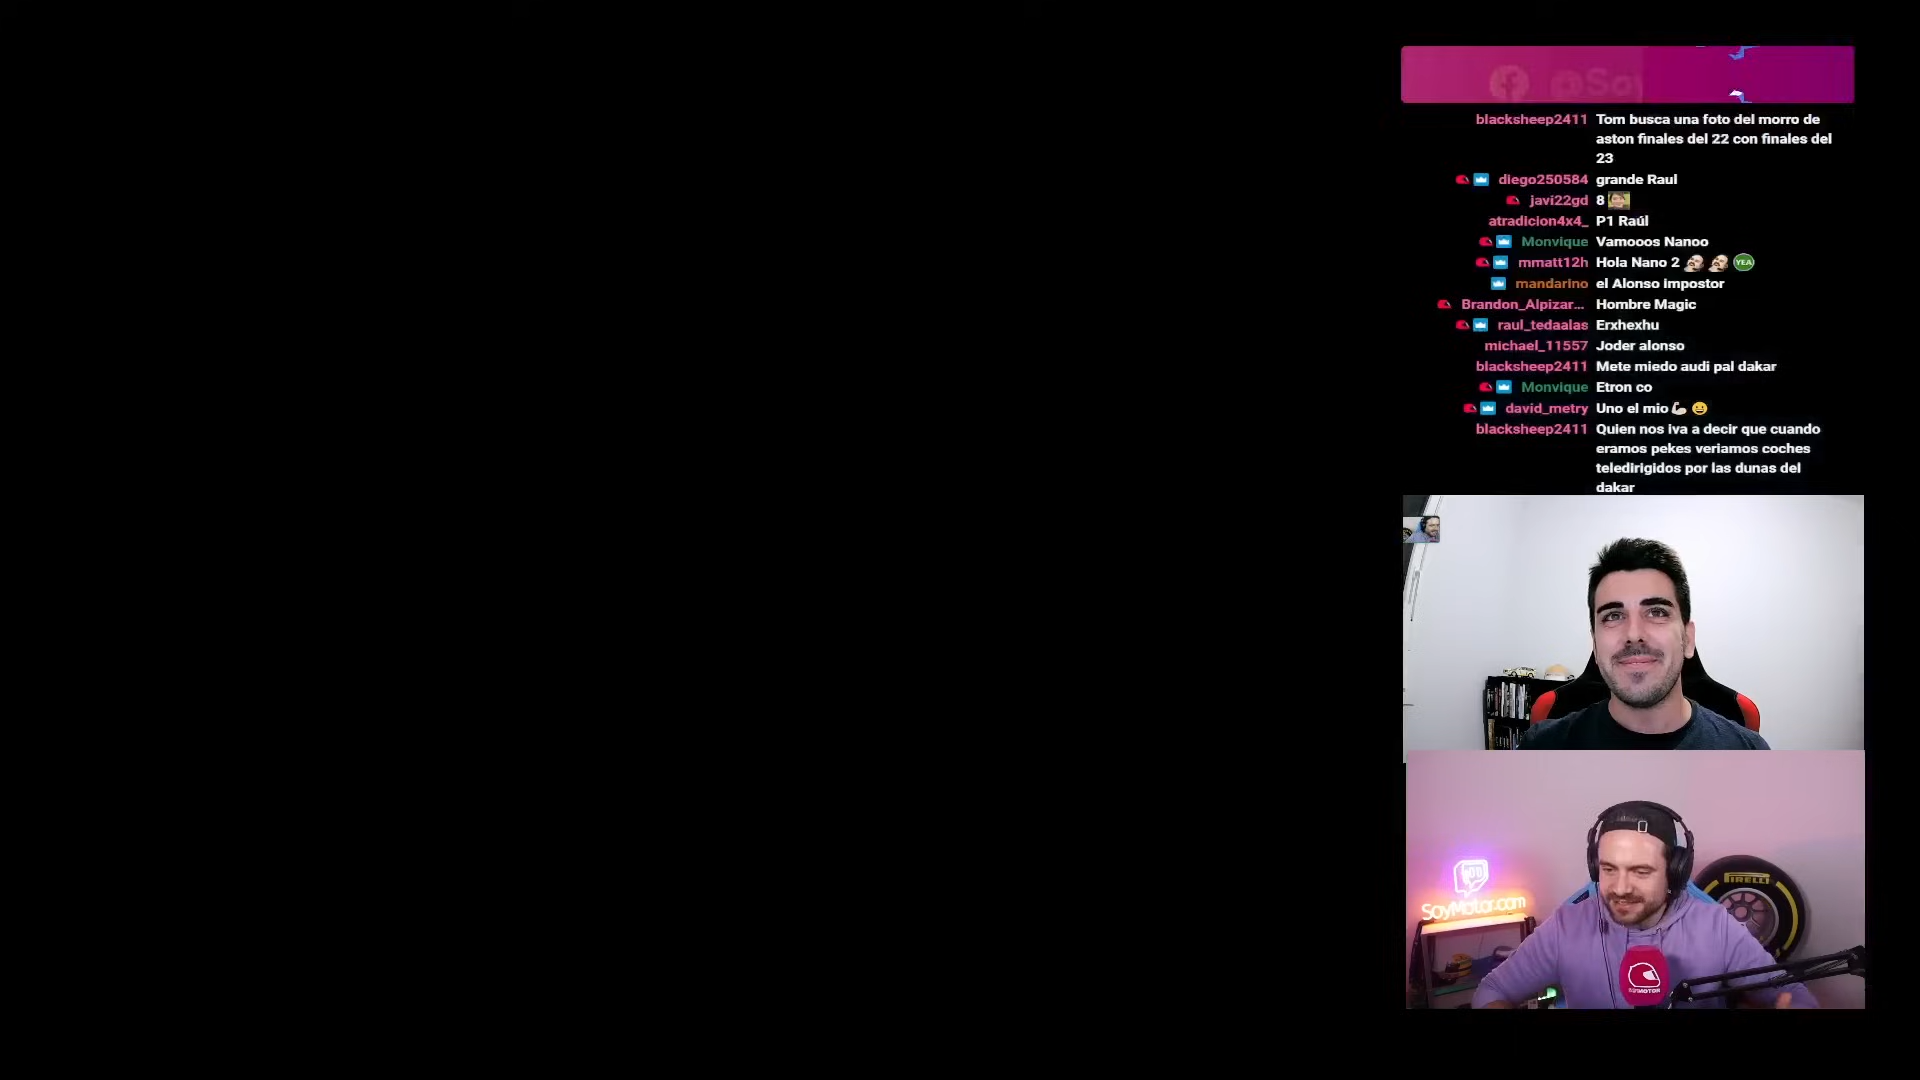 @So
blacksheep2411 Tom busca una foto del morro de
aston finales del 22 con finales del
23
diego250584 grande Raul
javi22gd 8
atradicion4x4_ P1 Raúl
Monvique Vamooos Nanoo
mmatt12h Hola Nano 2 YEA
mandarino el Alonso impostor
Brandon_Alpizar... Hombre Magic
raul_tedaalas Erxhexhu
michael_11557 Joder alonso
blacksheep2411 Mete miedo audi pal dakar
Monvique Etron co
david_metry Uno el mio
blacksheep2411 Quien nos iva a decir que cuando
eramos pekes veriamos coches
teledirigidos por las dunas del
dakar
PIRELLI
SoyMotor.com
SOYMOTOR